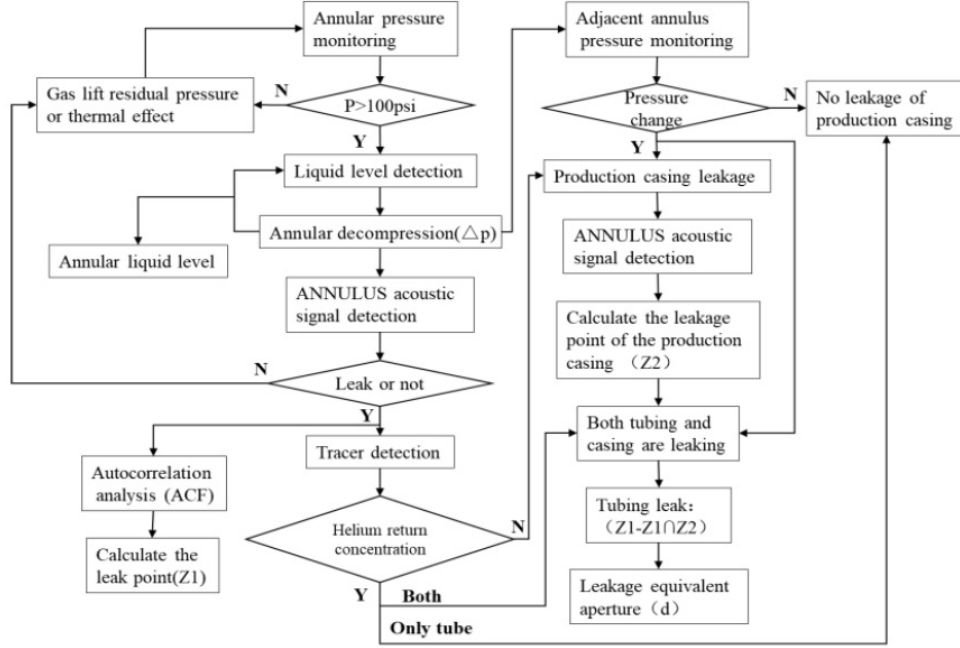 Annular pressure
monitoring
Adjacent annulus
pressure monitoring
Gas lift residual pressure
or thermal effect
N
P>100psi
Y
Pressure
change
N
Y
No leakage of
production casing
Liquid level detection
Production casing leakage
Annular decompression(△p)
Annular liquid level
ANNULUS acoustic
signal detection
ANNULUS acoustic
signal detection
Calculate the leakage
point of the production
casing （Z2）
N
Leak or not
Y
Both tubing and
casing are leaking
Tracer detection
Autocorrelation
analysis (ACF)
Tubing leak：
（Z1-Z1∩Z2）
Helium return
concentration
N
Calculate the
leak point(Z1)
Leakage equivalent
aperture（d）
Y
Both
Only tube